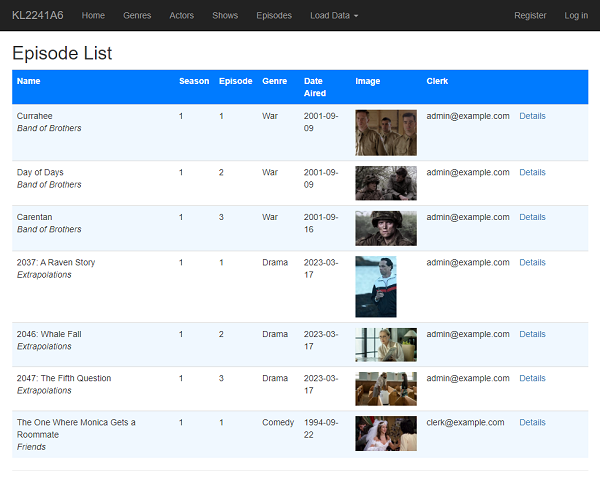 KL2241A6 Home Genres Actors Shows Episodes Load Data Register Log in
Episode List
Name Season Episode Genre Date Aired Image Clerk
Currahee 1 1 War 2001-09-09 admin@example.com Details
Band of Brothers
Day of Days 1 2 War 2001-09-09 admin@example.com Details
Band of Brothers
Carentan 1 3 War 2001-09-16 admin@example.com Details
Band of Brothers
2037: A Raven Story 1 1 Drama 2023-03-17 admin@example.com Details
Extrapolations
2046: Whale Fall 1 2 Drama 2023-03-17 admin@example.com Details
Extrapolations
2047: The Fifth Question 1 3 Drama 2023-03-17 admin@example.com Details
Extrapolations
The One Where Monica Gets a Roommate 1 1 Comedy 1994-09-22 clerk@example.com Details
Friends